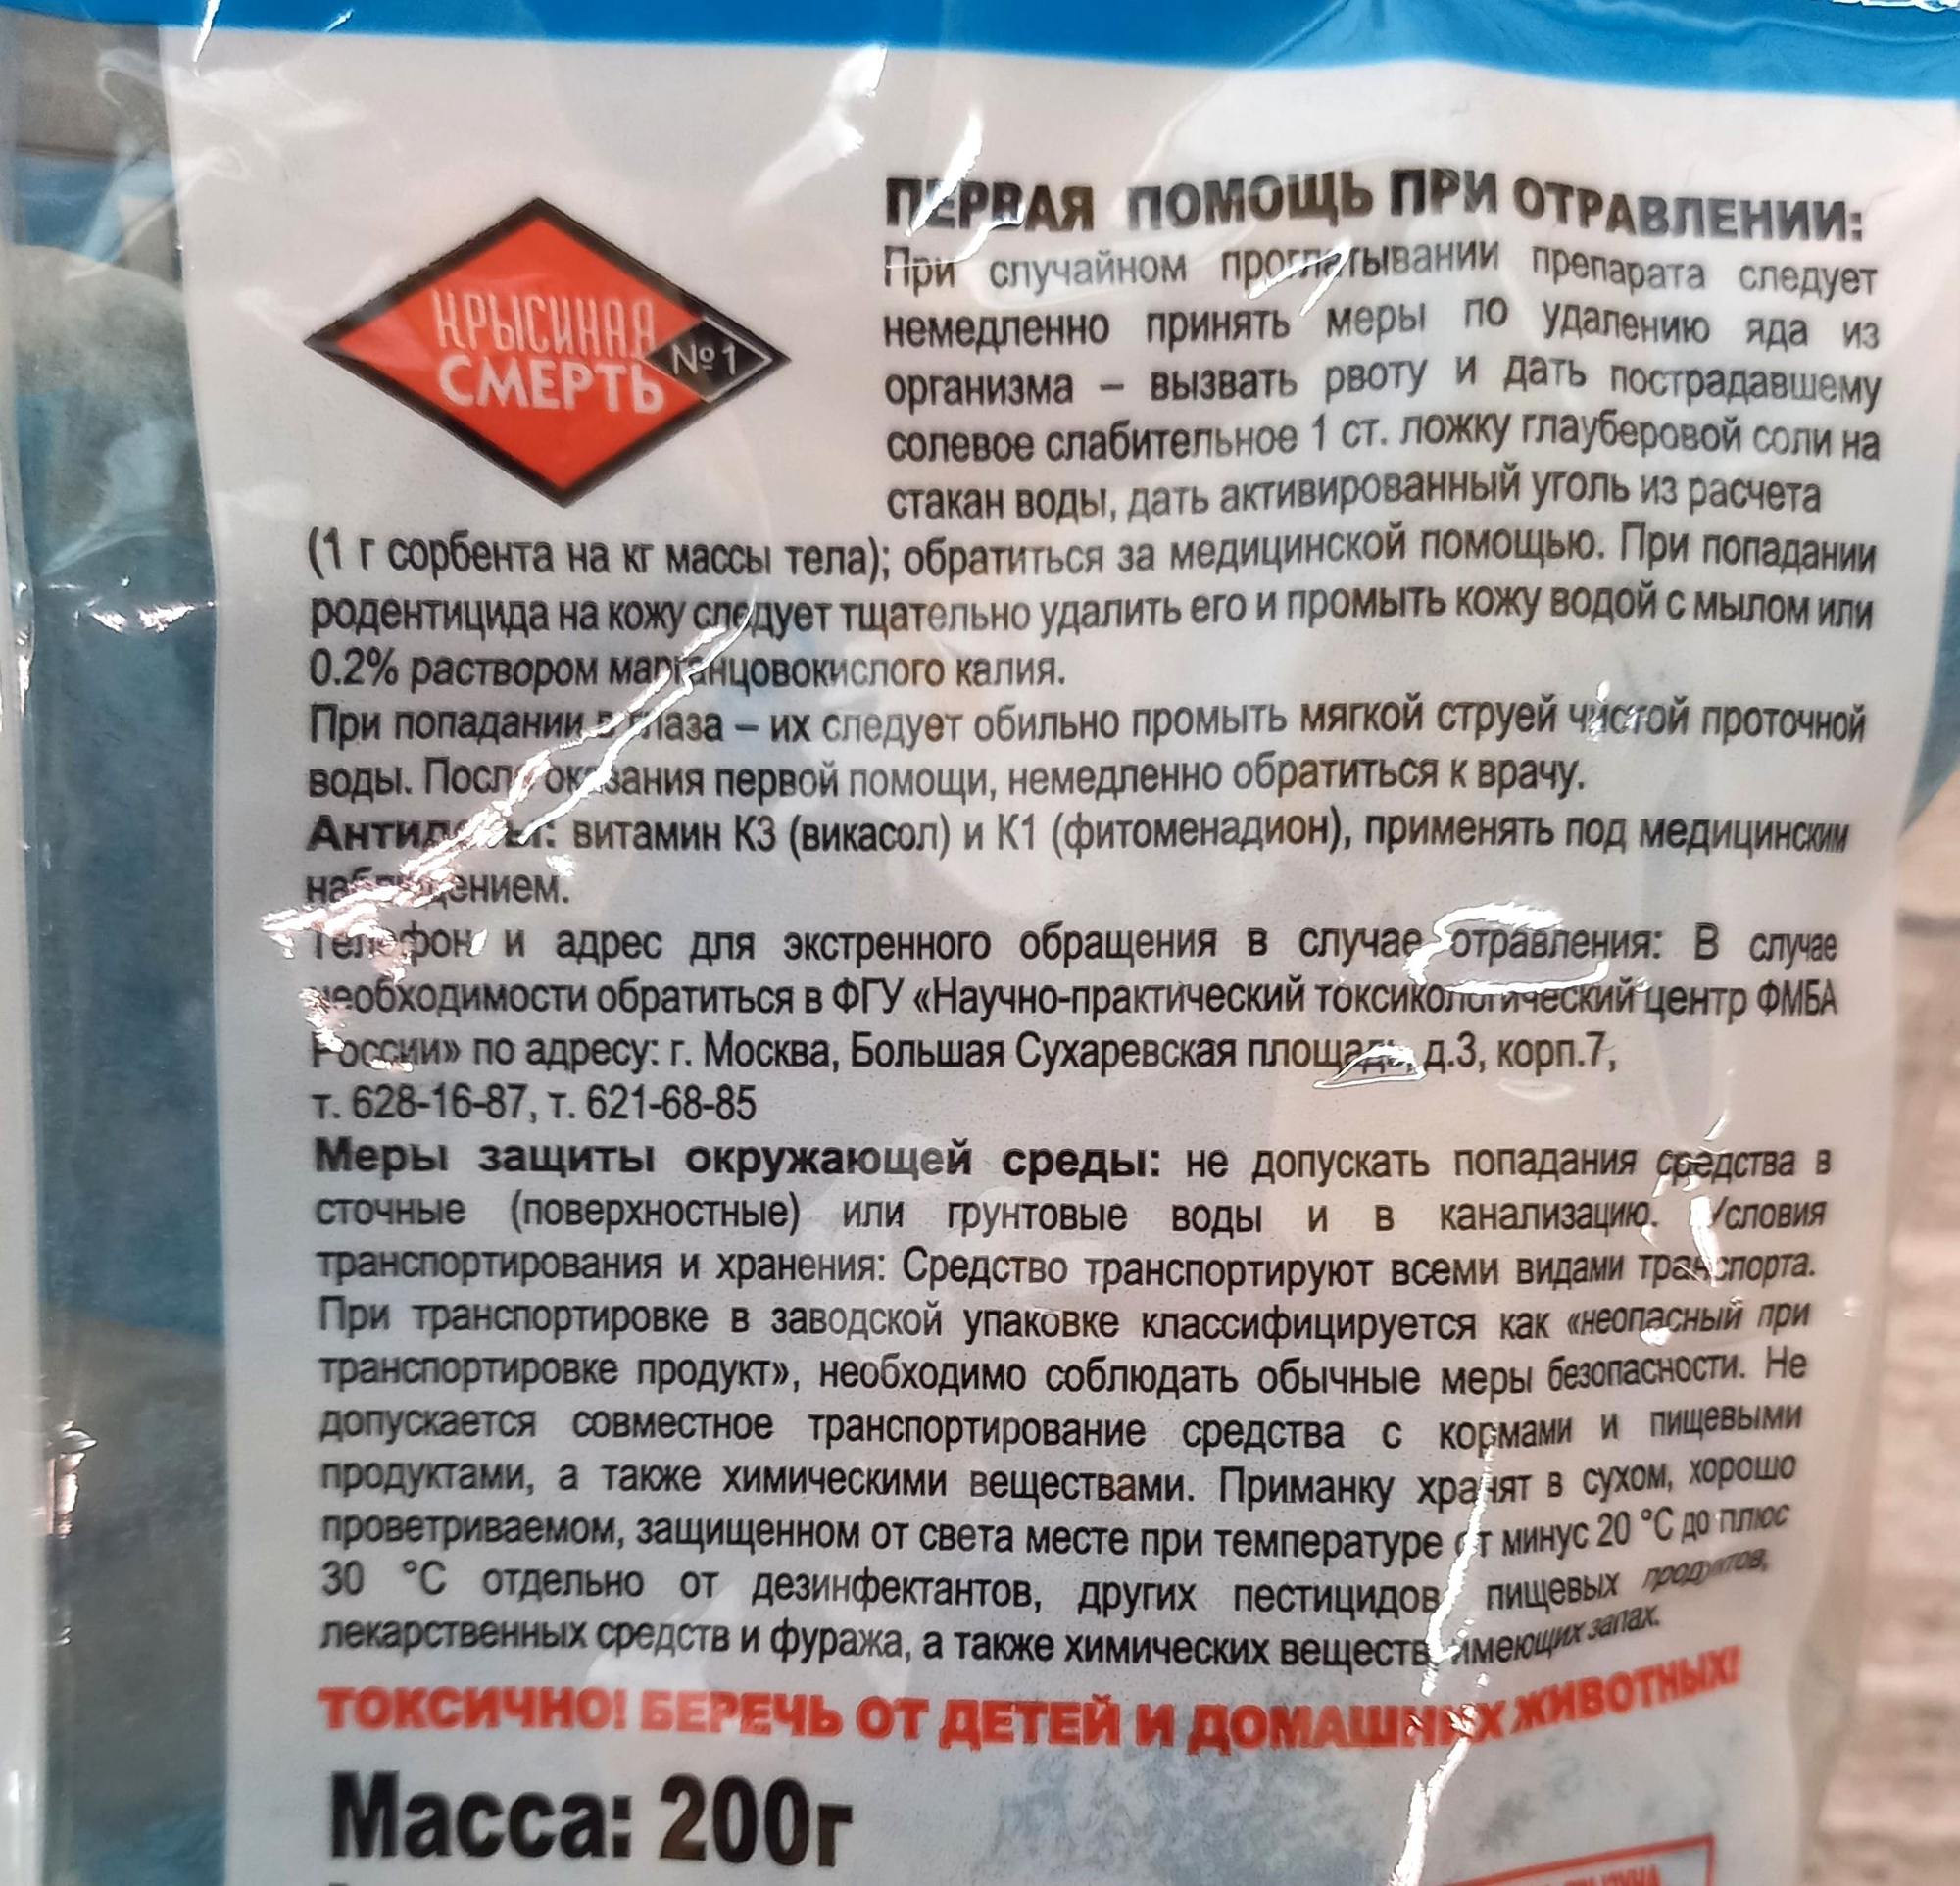 КРЫСИНАЯ
СМЕРТЬ
№1
ПЕРВАЯ ПОМОЩЬ ПРИ ОТРАВЛЕНИИ:
При случайном проглатывании препарата следует
немедленно принять меры по удалению яда из
организма – вызвать рвоту и дать пострадавшему
солевое слабительное 1 ст. ложку глауберовой соли на
стакан воды, дать активированный уголь из расчета
(1 г сорбента на кг массы тела); обратиться за медицинской помощью. При попадании
родентицида на кожу следует тщательно удалить его и промыть кожу водой с мылом или
0.2% раствором марганцовокислого калия.
При попадании в глаза – их следует обильно промыть мягкой струей чистой проточной
воды. После оказания первой помощи, немедленно обратиться к врачу.
Антидоты: витамин К3 (викасол) и К1 (фитоменадион), применять под медицинским
наблюдением.
Телефон и адрес для экстренного обращения в случае отравления: В случае
необходимости обратиться в ФГУ «Научно-практический токсикологический центр ФМБА
России» по адресу: г. Москва, Большая Сухаревская площадь, д.3, корп.7,
т. 628-16-87, т. 621-68-85
Меры защиты окружающей среды: не допускать попадания средства в
сточные (поверхностные) или грунтовые воды и в канализацию. Условия
транспортирования и хранения: Средство транспортируют всеми видами транспорта.
При транспортировке в заводской упаковке классифицируется как «неопасный при
транспортировке продукт», необходимо соблюдать обычные меры безопасности. Не
допускается совместное транспортирование средства с кормами и пищевыми
продуктами, а также химическими веществами. Приманку хранят в сухом, хорошо
проветриваемом, защищенном от света месте при температуре от минус 20 °С до плюс
30 °С отдельно от дезинфектантов, других пестицидов, пищевых продуктов,
лекарственных средств и фуража, а также химических веществ, имеющих запах.
ТОКСИЧНО! БЕРЕЧЬ ОТ ДЕТЕЙ И ДОМАШНИХ ЖИВОТНЫХ!
Масса: 200г